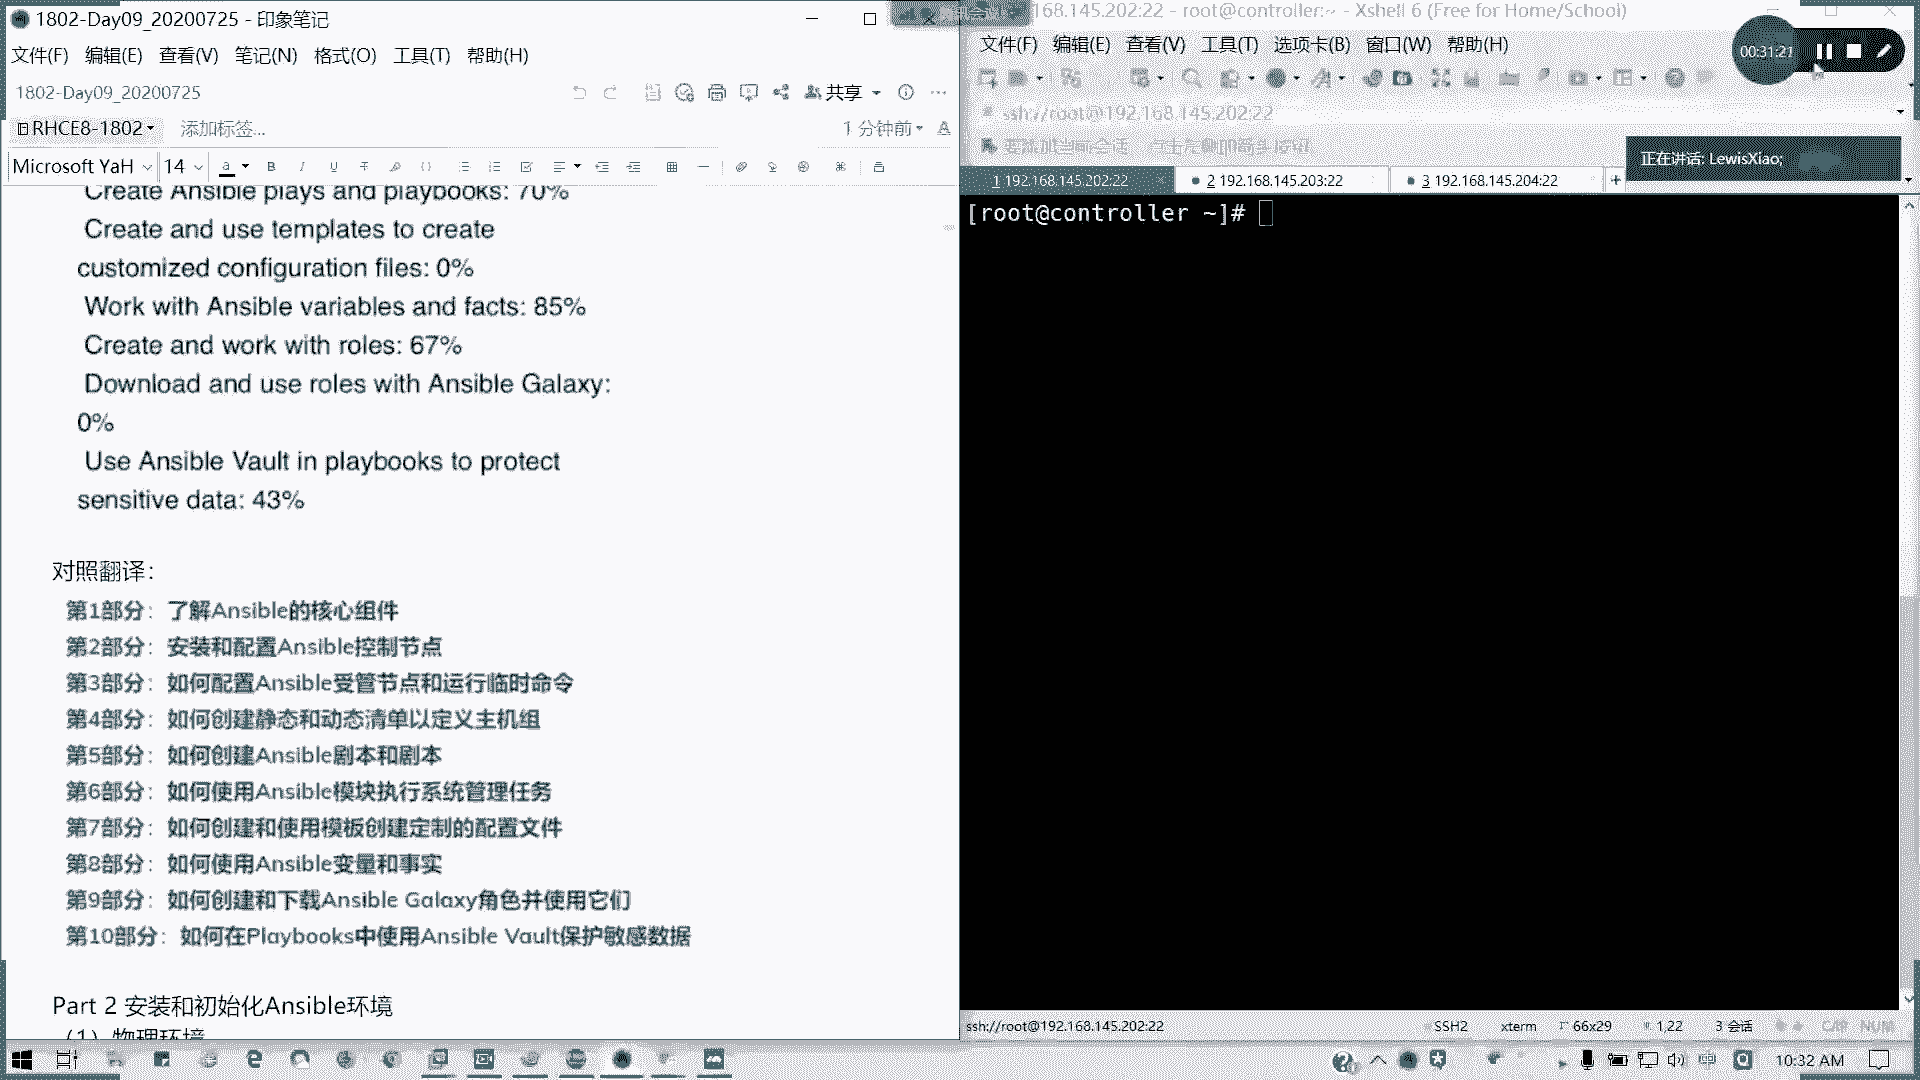 1802-Day09_20200725 - 印象笔记
文件(F) 编辑(E) 查看(V) 笔记(N) 格式(O) 工具(T) 帮助(H)
1802-Day09_20200725
共享
RHCE8-1802 添加标签...
1 分钟前
Microsoft YaH 14
Create Ansible plays and playbooks: 70%
Create and use templates to create
customized configuration files: 0%
Work with Ansible variables and facts: 85%
Create and work with roles: 67%
Download and use roles with Ansible Galaxy:
0%
Use Ansible Vault in playbooks to protect
sensitive data: 43%
对照翻译：
第1部分：了解Ansible的核心组件
第2部分：安装和配置Ansible控制节点
第3部分：如何配置Ansible受管节点和运行临时命令
第4部分：如何创建静态和动态清单以定义主机组
第5部分：如何创建Ansible剧本和剧本
第6部分：如何使用Ansible模块执行系统管理任务
第7部分：如何创建和使用模板创建定制的配置文件
第8部分：如何使用Ansible变量和事实
第9部分：如何创建和下载Ansible Galaxy角色并使用它们
第10部分：如何在Playbooks中使用Ansible Vault保护敏感数据
Part 2 安装和初始化Ansible环境
（1）物理环境
168.145.202:22 - root@controller:~ - Xshell 6 (Free for Home/School)
文件(F) 编辑(E) 查看(V) 工具(T) 选项卡(B) 窗口(W) 帮助(H)
00:31:21
ssh://root@192.168.145.202:22
要添加当前会话，点击左侧的箭头按钮
正在讲话: LewisXiao;
1 192.168.145.202:22
2 192.168.145.203:22
3 192.168.145.204:22
[root@controller ~]#
ssh://root@192.168.145.202:22
SSH2 xterm 66x29 1,22 3 会话 CAP NUM
中
10:32 AM